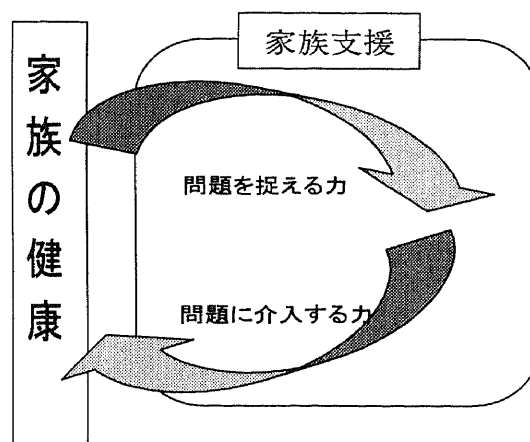 家族支援
家族の健康
問題を捉える力
問題に介入する力